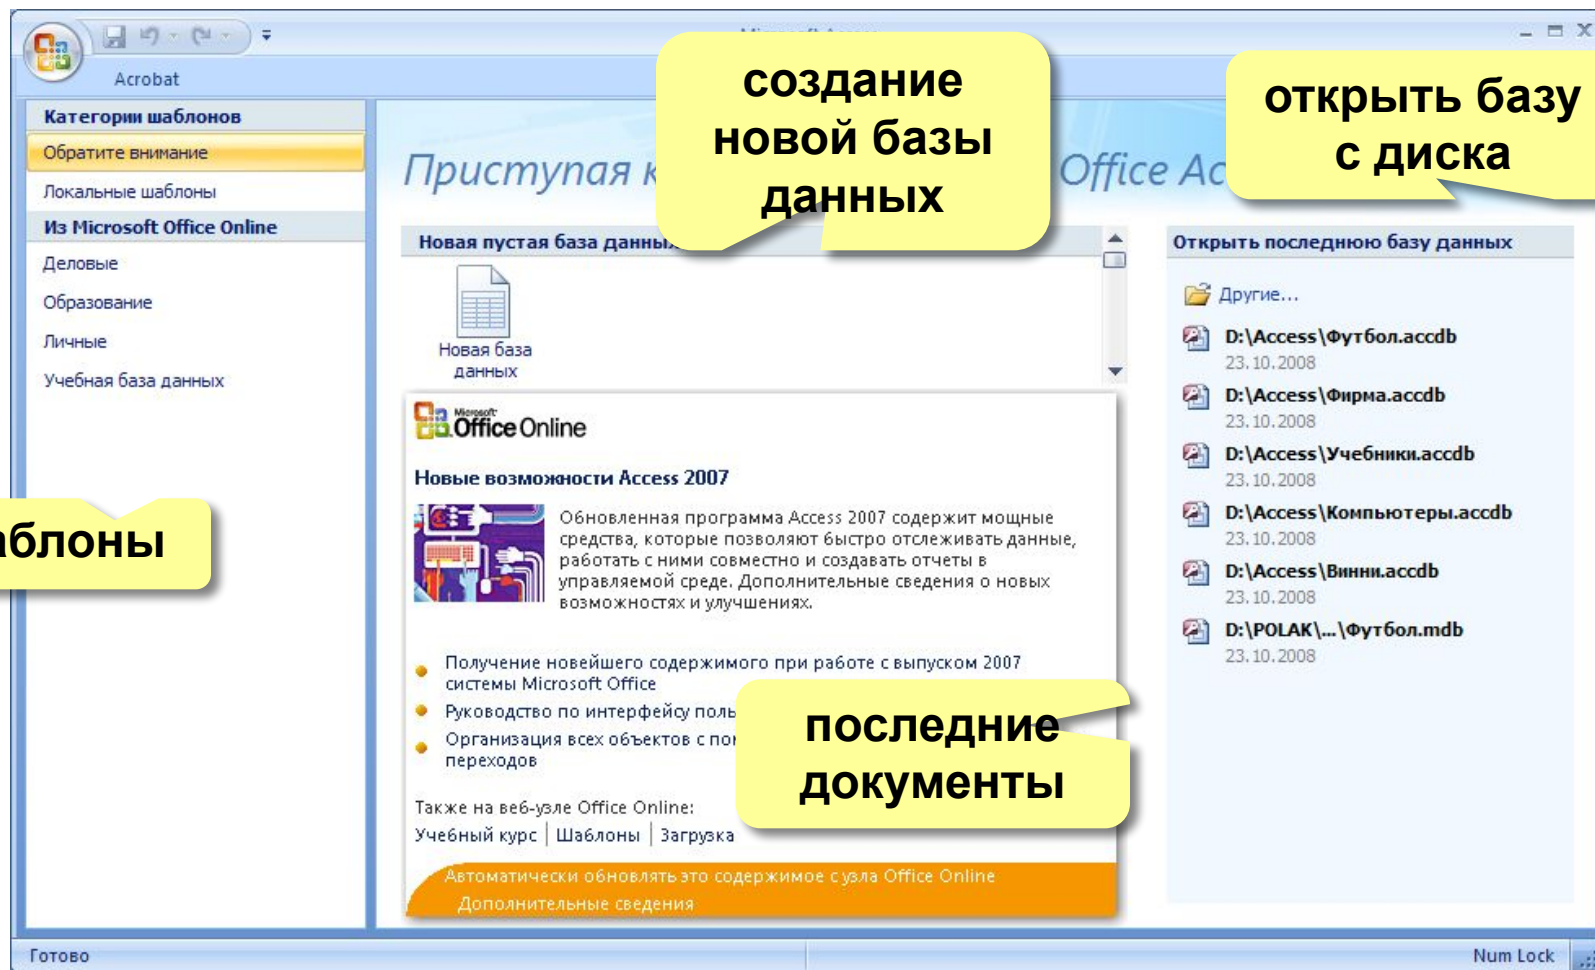 Acrobat
создание
новой базы
данных
открыть базу
с диска
Категории шаблонов
Обратите внимание
Локальные шаблоны
Из Microsoft Office Online
Деловые
Образование
Личные
Учебная база данных
Приступая
Office
Новая пустая база данных
Новая база
данных
Microsoft
Office Online
Новые возможности Access 2007
Обновленная программа Access 2007 содержит мощные
средства, которые позволяют быстро отслеживать данные,
работать с ними совместно и создавать отчеты в
управляемой среде. Дополнительные сведения о новых
возможностях и улучшениях.
Получение новейшего содержимого при работе с выпуском 2007
системы Microsoft Office
Руководство по интерфейсу
Организация всех объектов с
переходов
Также на веб-узле Office Online:
Учебный курс | Шаблоны | Загрузка
Автоматически обновлять это содержимое с узла Office Online
Дополнительные сведения
последние
документы
Открыть последнюю базу данных
Другие...
D:\Access\Футбол.accdb
23.10.2008
D:\Access\Фирма.accdb
23.10.2008
D:\Access\Учебники.accdb
23.10.2008
D:\Access\Компьютеры.accdb
23.10.2008
D:\Access\Винни.accdb
23.10.2008
D:\POLAK\...\Футбол.mdb
23.10.2008
Готово
Num Lock